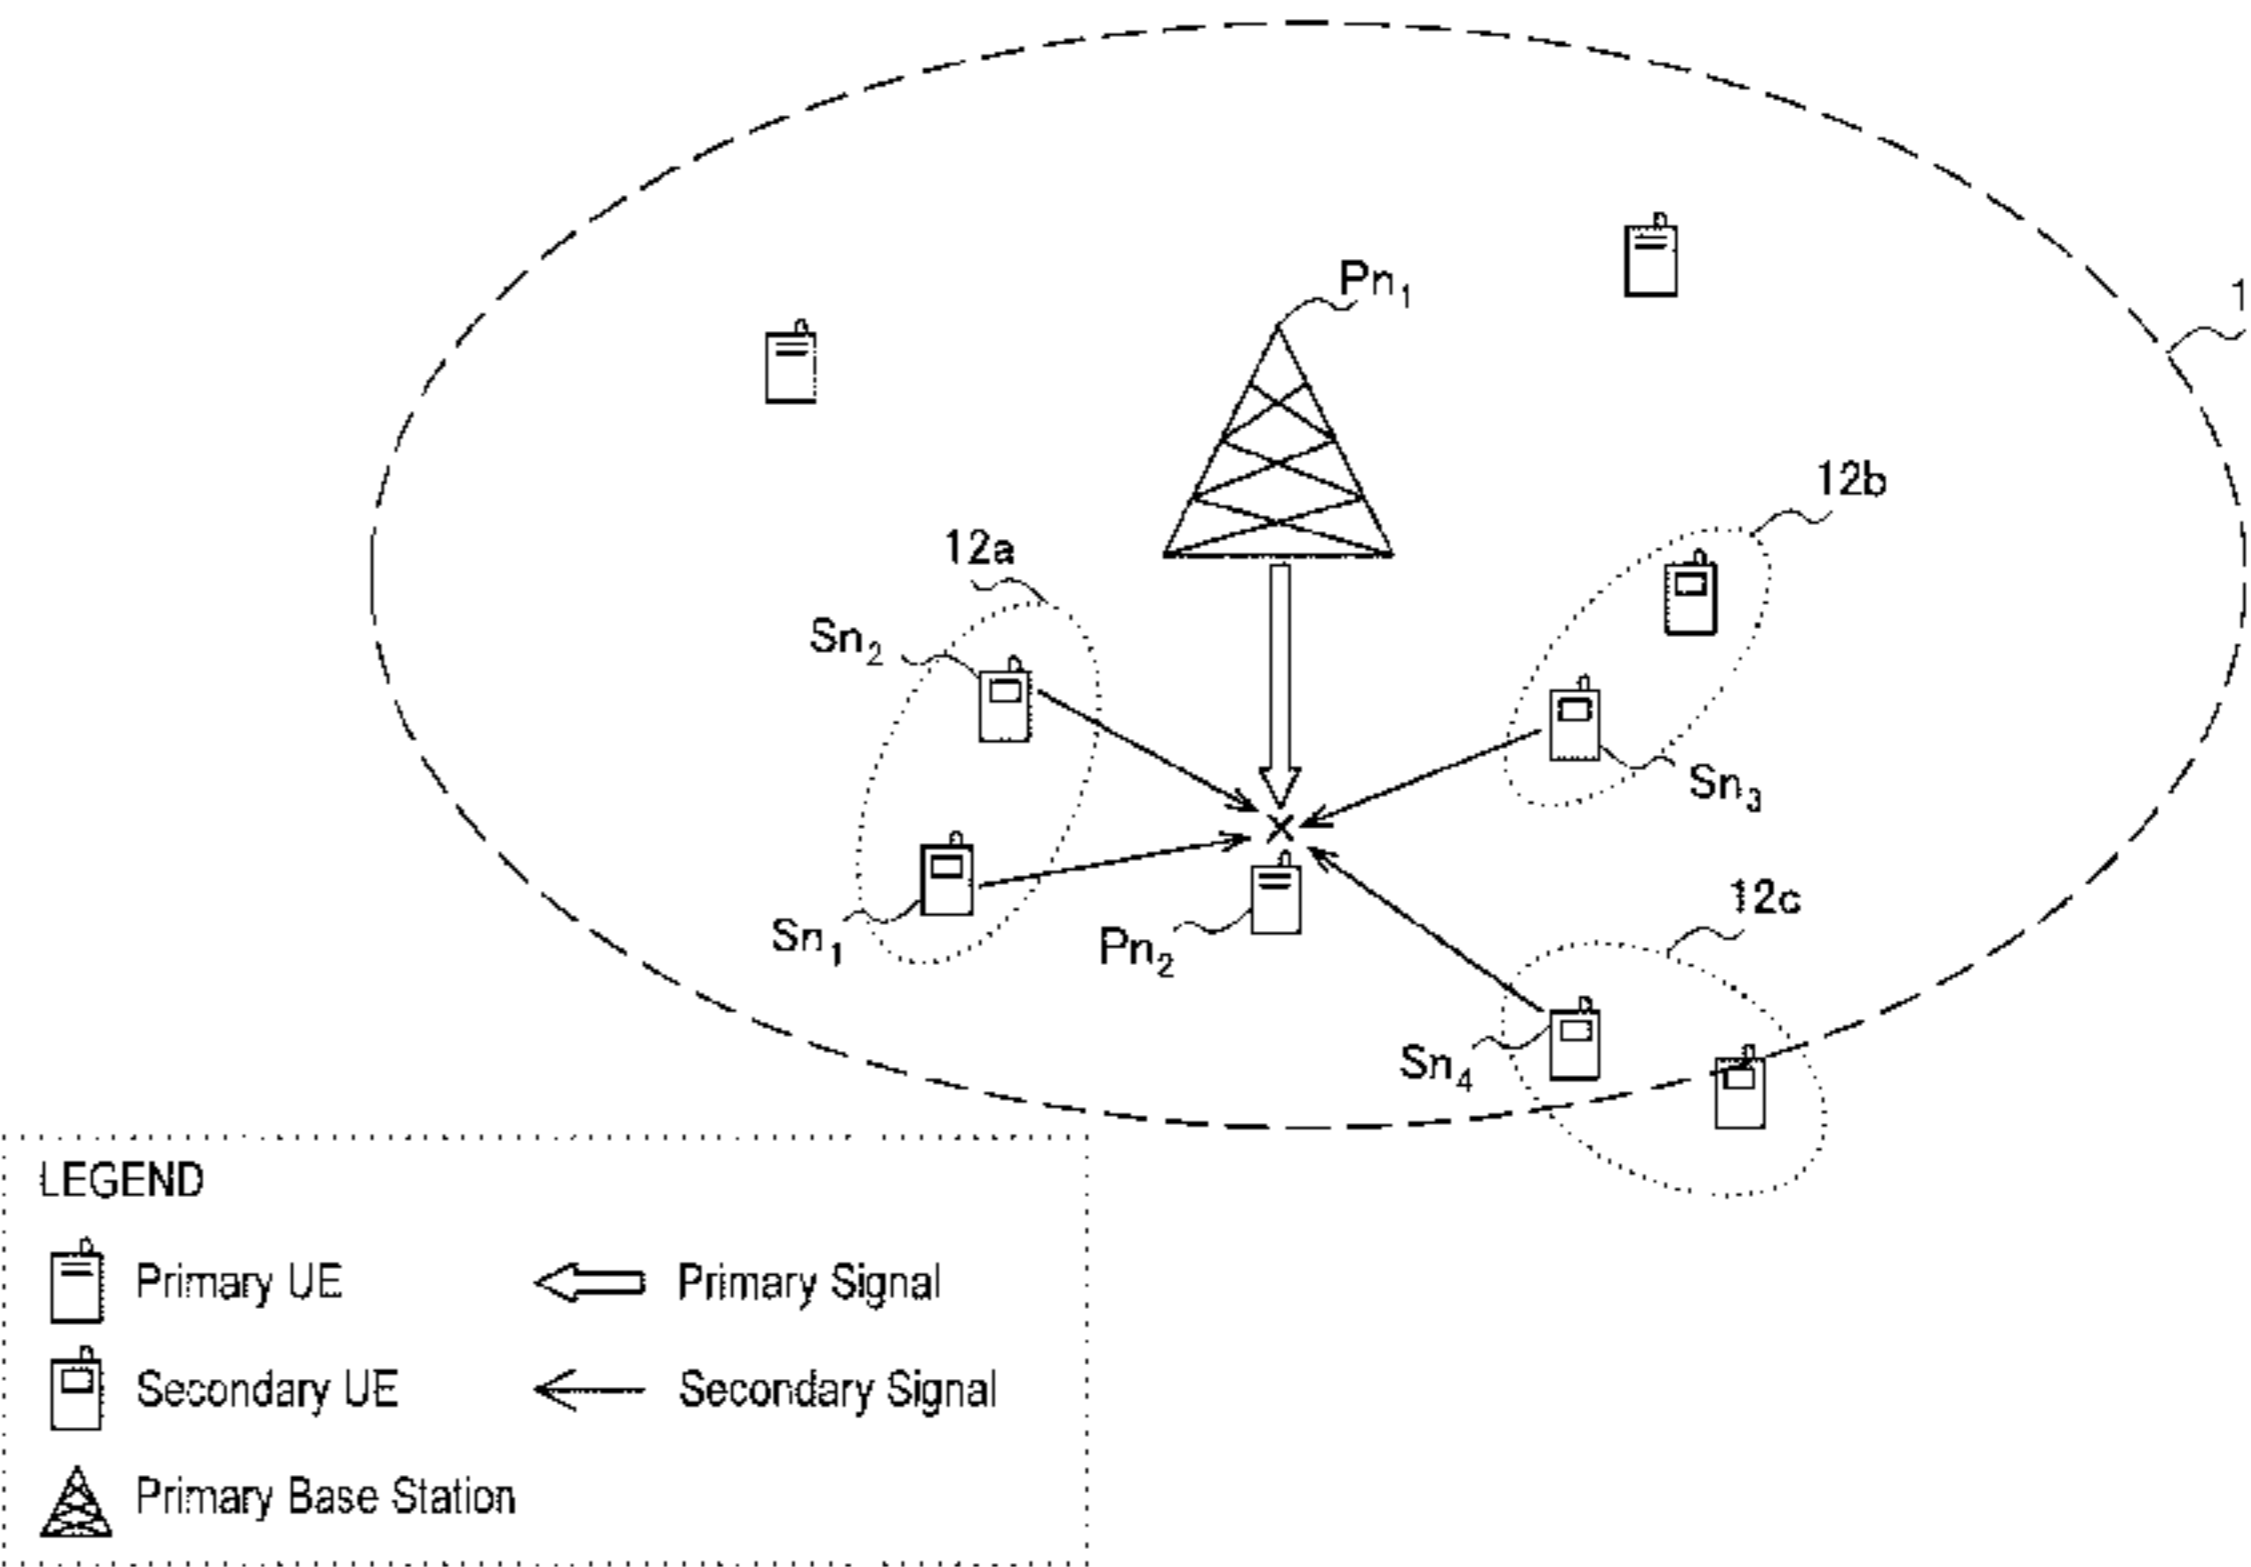 Pn1
1
12b
12a
Sn2
Sn3
12c
Sn1
Pn2
Sn4
LEGEND
Primary UE
Primary Signal
Secondary UE
Secondary Signal
Primary Base Station